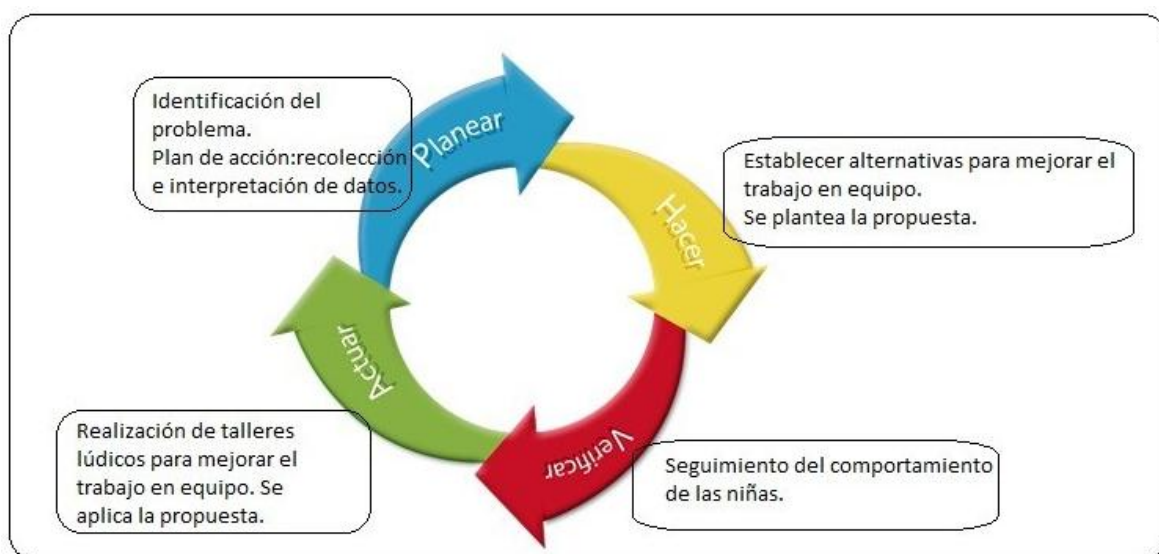 Planear
Identificación del
problema.
Plan de acción:recolección
e interpretación de datos.
Hacer
Establecer alternativas para mejorar el
trabajo en equipo.
Se plantea la propuesta.
Verificar
Seguimiento del comportamiento
de las niñas.
Actuar
Realización de talleres
lúdicos para mejorar el
trabajo en equipo. Se
aplica la propuesta.